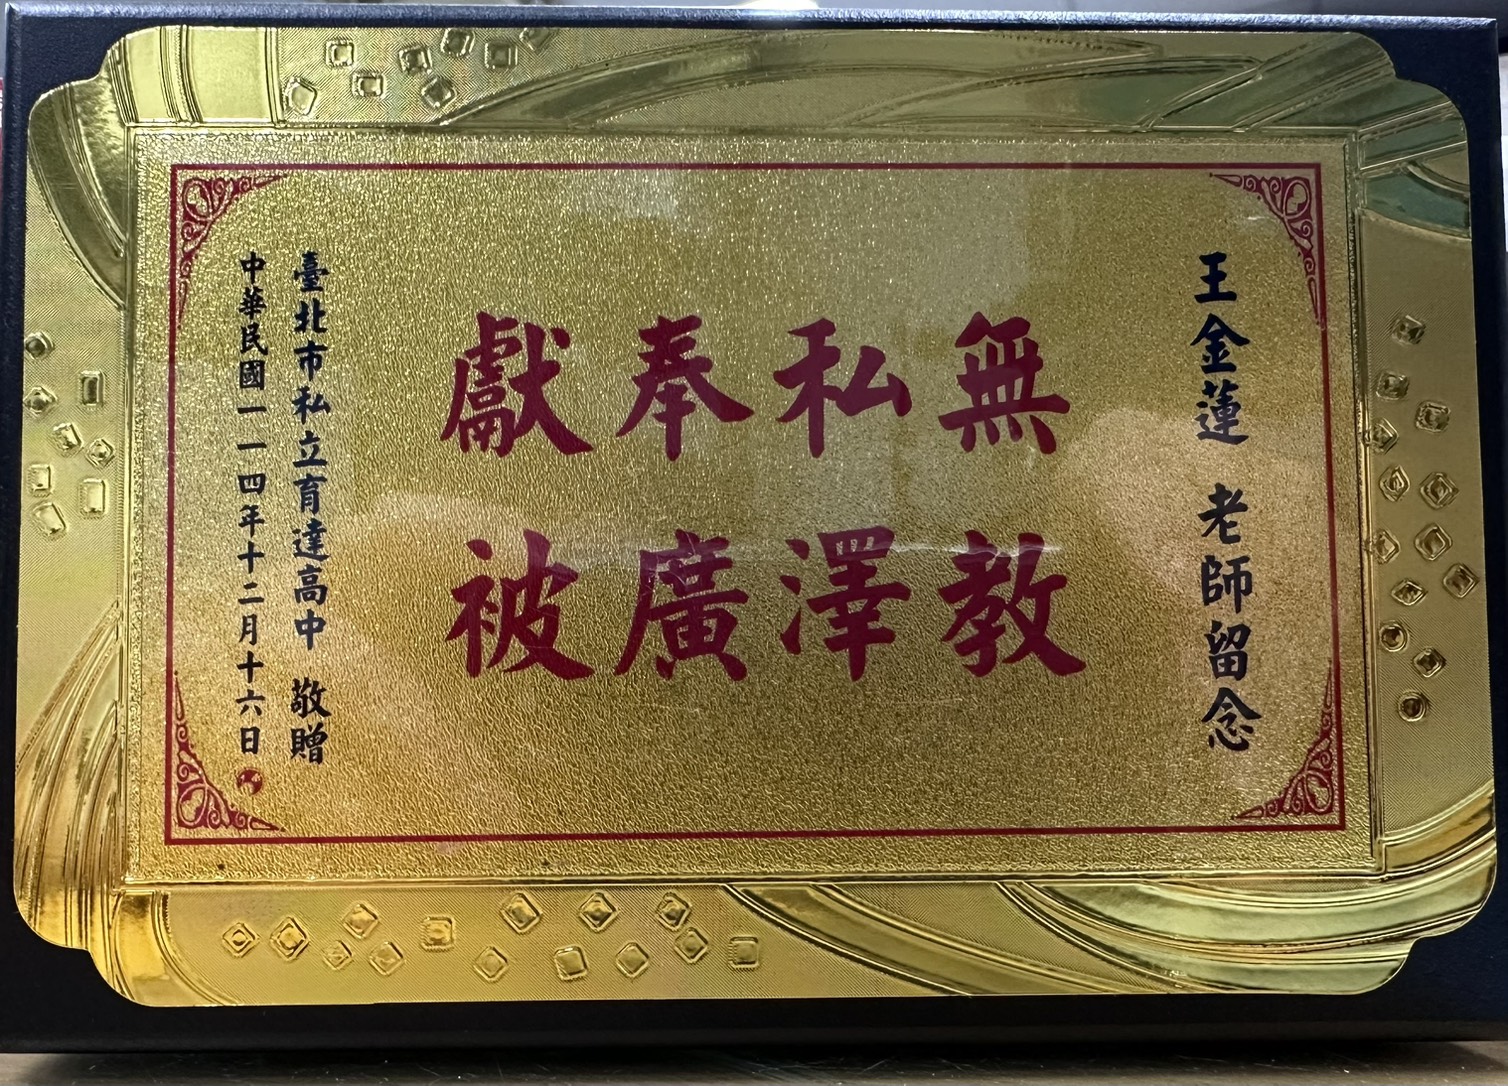 王金蓮 老師留念
無私奉獻
教澤廣被
臺北市私立育達高中 敬贈
中華民國一一四年十二月十六日